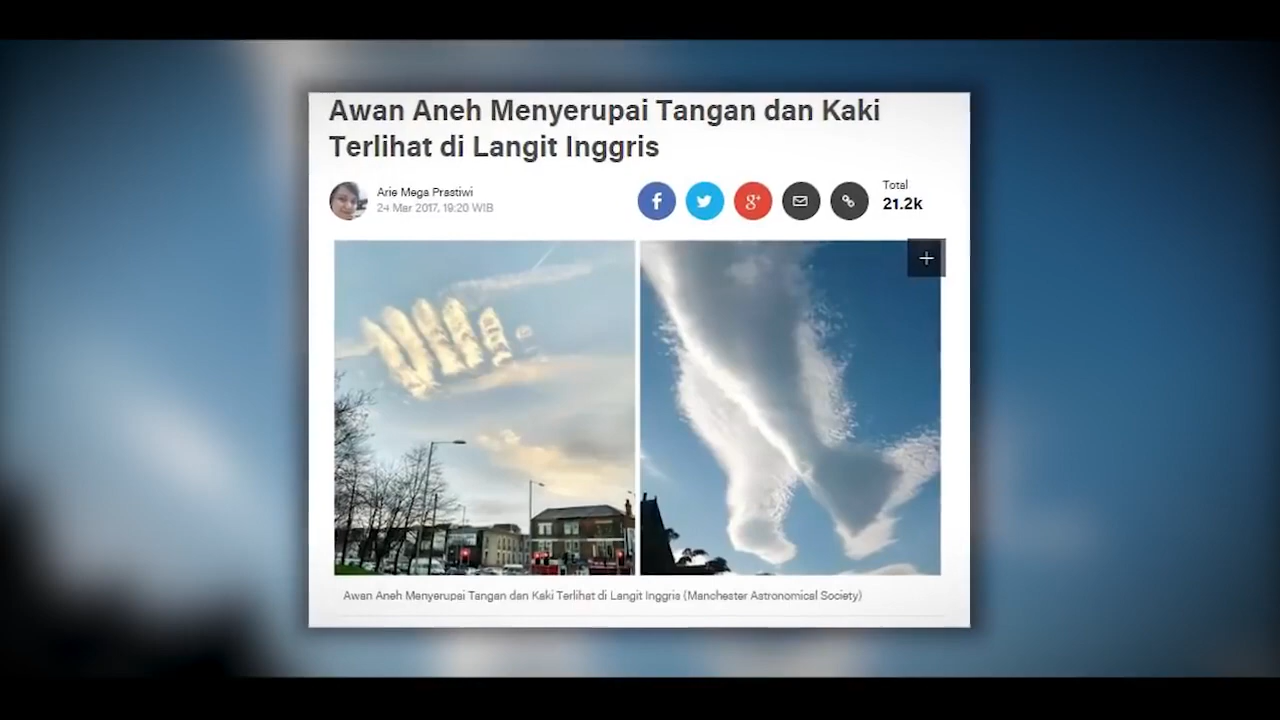 Awan Aneh Menyerupai Tangan dan Kaki
Terlihat di Langit Inggris
Arie Mega Prastiwi
24 Mar 2017, 19:20 WIB
f
g+
Total
21.2k
+
Awan Aneh Menyerupai Tangan dan Kaki Terlihat di Langit Inggris (Manchester Astronomical Society)